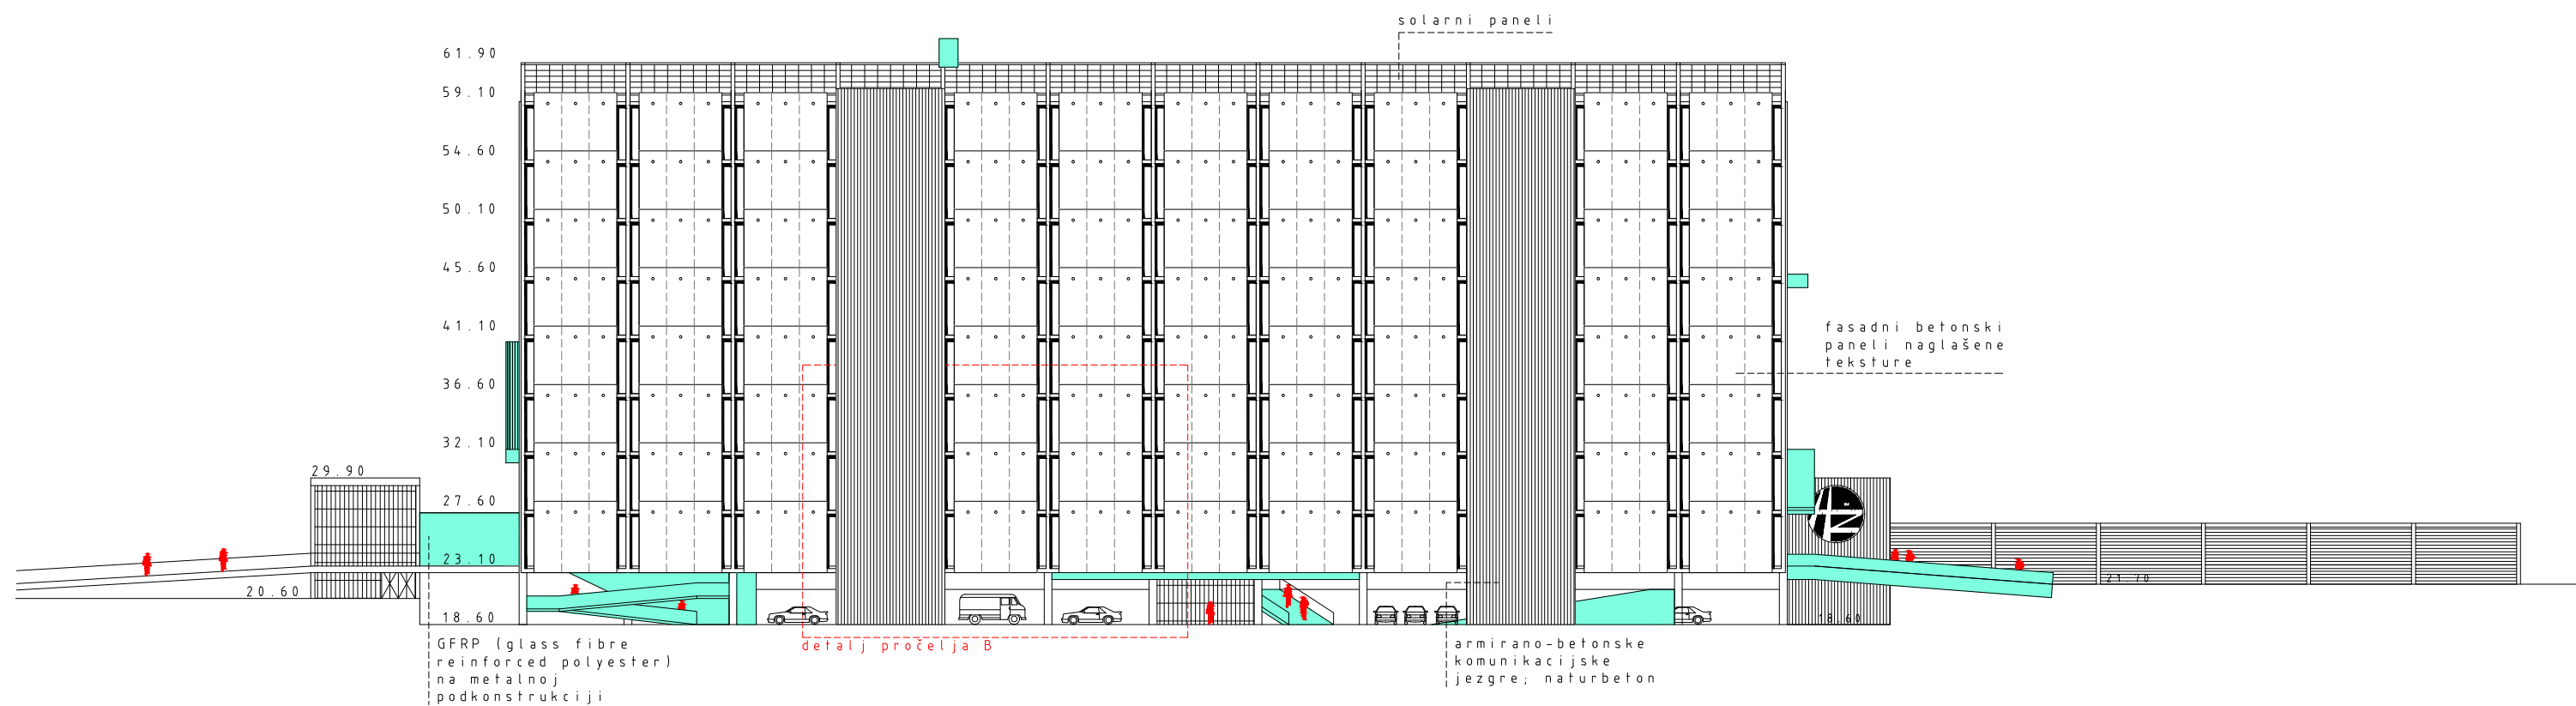 solarni paneli
61.90
59.10
54.60
50.10
45.60
41.10
fasadni betonski
paneli naglašene
teksture
36.60
32.10
29.90
27.60
23.10
21.70
20.60
18.60
18.60
GFRP (glass fibre
reinforced polyester)
na metalnoj
podkonstrukciji
detalj pročelja B
armirano-betonske
komunikacijske
jezgre; naturbeton